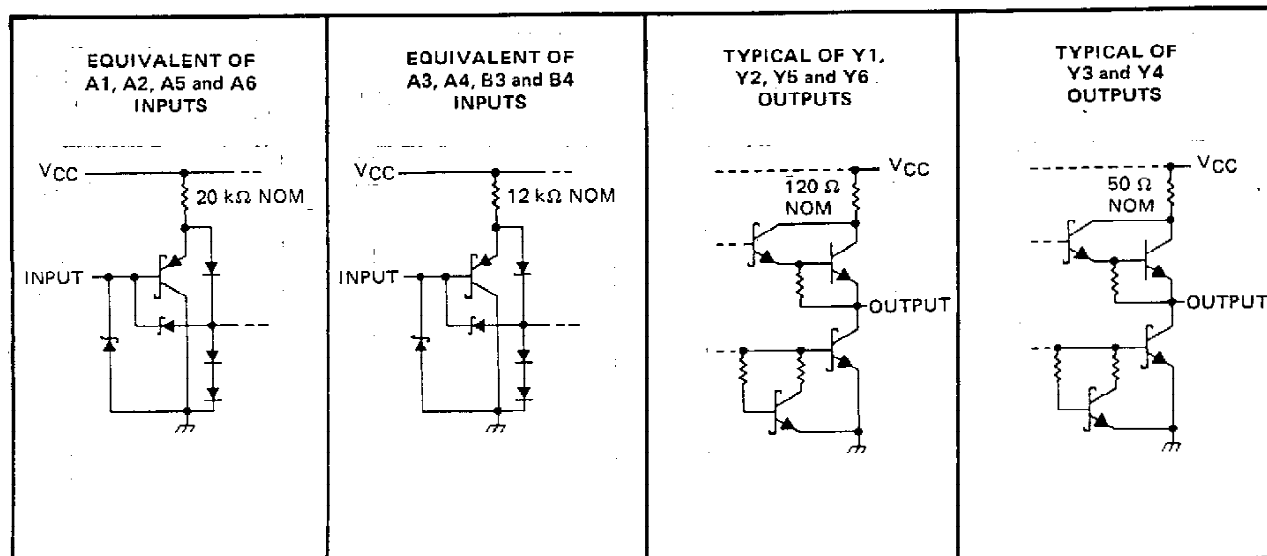 EQUIVALENT OF
A1, A2, A5 and A6
INPUTS
VCC
20 kΩ NOM
INPUT
EQUIVALENT OF
A3, A4, B3 and B4
INPUTS
VCC
12 kΩ NOM
INPUT
TYPICAL OF Y1,
Y2, Y5 and Y6
OUTPUTS
VCC
120 Ω
NOM
OUTPUT
TYPICAL OF
Y3 and Y4
OUTPUTS
VCC
50 Ω
NOM
OUTPUT